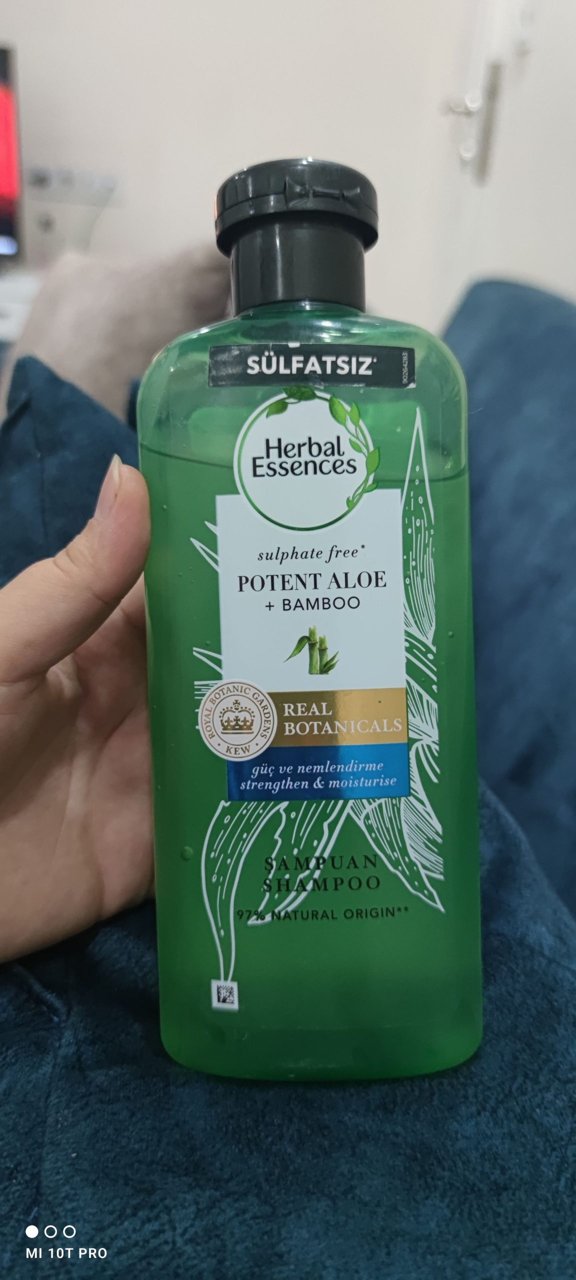 SÜLFATSIZ*
90264283
Herbal
Essences
sulphate free*
POTENT ALOE
+ BAMBOO
ROYAL BOTANIC GARDENS
KEW
REAL
BOTANICALS
güç ve nemlendirme
strengthen & moisturise
ŞAMPUAN
SHAMPOO
97% NATURAL ORIGIN**
MI 10T PRO